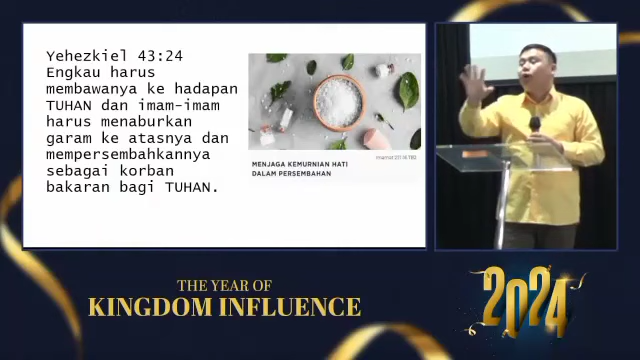 Yehezkiel 43:24
Engkau harus
membawanya ke hadapan
TUHAN dan imam-imam
harus menaburkan
garam ke atasnya dan
mempersembahkannya
sebagai korban
bakaran bagi TUHAN.
MENJAGA KEMURNIAN HATI
DALAM PERSEMBAHAN
THE YEAR OF
KINGDOM INFLUENCE
2024